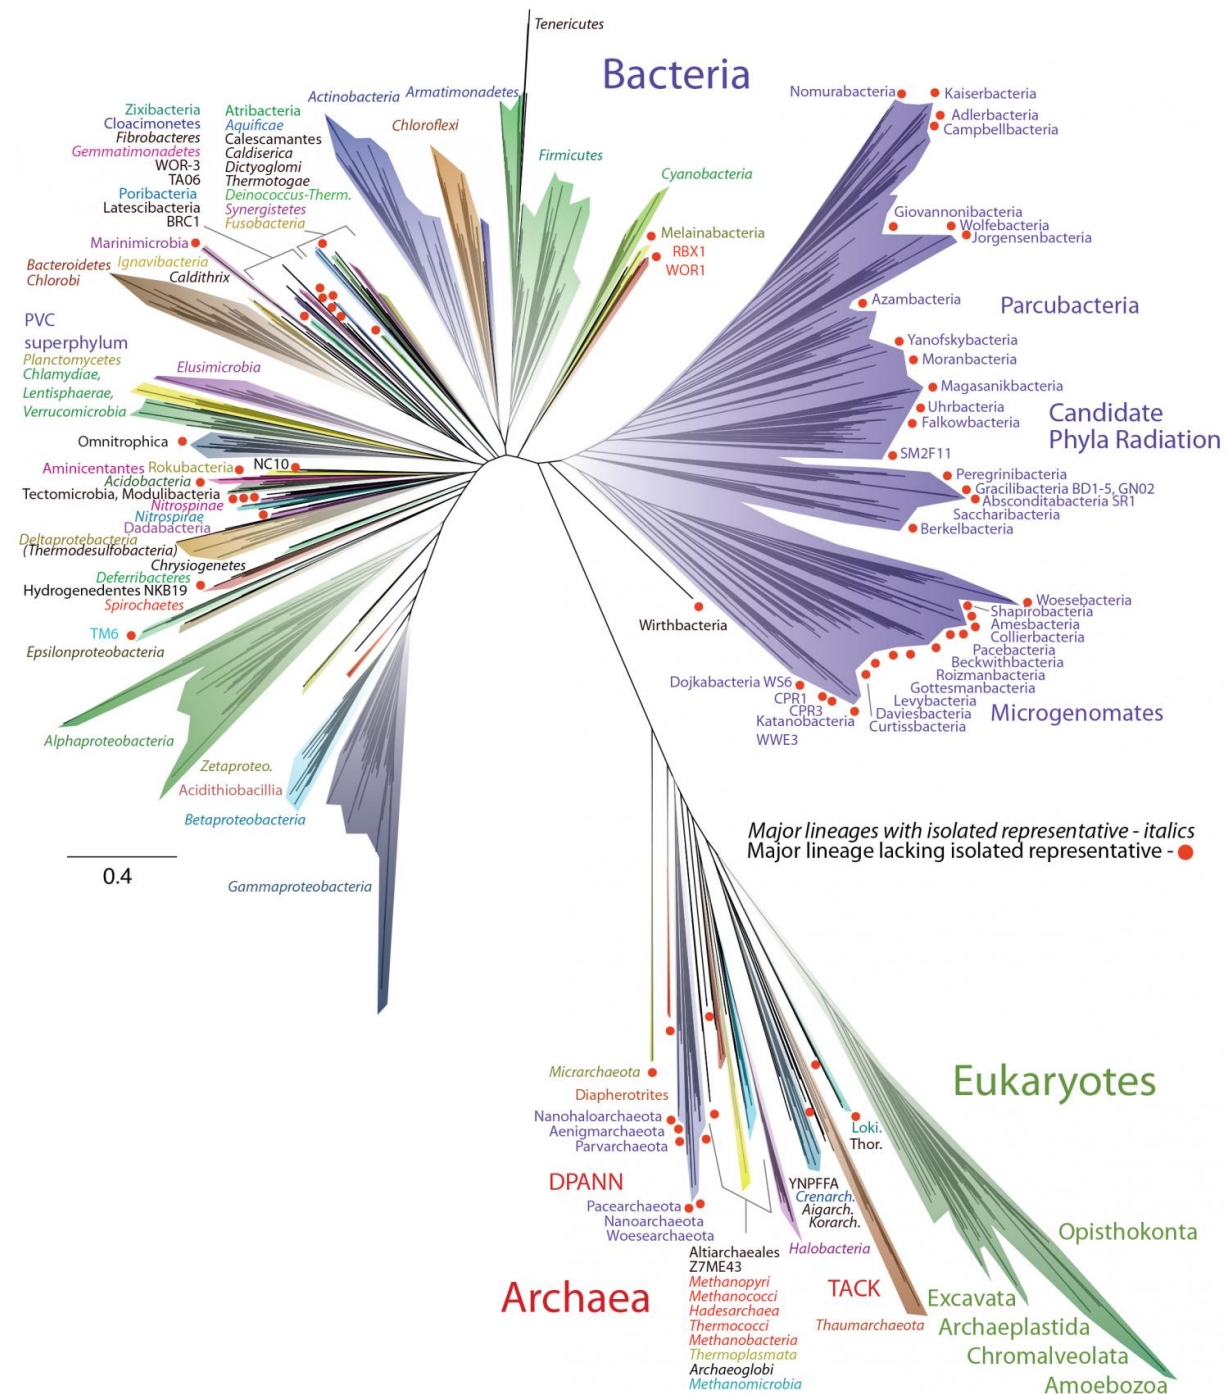 Tenericutes
Bacteria
Actinobacteria
Armatimonadetes
Nomurabacteria
Kaiserbacteria
Adlerbacteria
Campbellbacteria
Zixibacteria
Cloacimonetes
Fibrobacteres
Gemmatimonadetes
WOR-3
TA06
Poribacteria
Latescibacteria
BRC1
Atribacteria
Aquificae
Calescamantes
Caldiserica
Dictyoglomi
Thermotogae
Deinococcus-Therm.
Synergistetes
Fusobacteria
Chloroflexi
Firmicutes
Cyanobacteria
Melainabacteria
RBX1
WOR1
Giovannonibacteria
Wolfebacteria
Jorgensenbacteria
Marinimicrobia
Bacteroidetes
Ignavibacteria
Chlorobi
Caldithrix
Azambacteria
Parcubacteria
PVC
superphylum
Planctomycetes
Chlamydiae,
Lentisphaerae,
Verrucomicrobia
Elusimicrobia
Yanofskybacteria
Moranbacteria
Magasanikbacteria
Uhrbacteria
Falkowbacteria
Candidate
Phyla Radiation
SM2F11
Omnitrophica
Aminicentantes
Rokubacteria
NC10
Acidobacteria
Tectomicrobia, Modulibacteria
Nitrospinae
Nitrospirae
Dadabacteria
Deltaprotebacteria
(Thermodesulfobacteria)
Chrysiogenetes
Deferribacteres
Hydrogenedentes NKB19
Spirochaetes
TM6
Epsilonproteobacteria
Peregrinibacteria
Gracilibacteria BD1-5, GN02
Absconditabacteria SR1
Saccharibacteria
Berkelbacteria
Woesebacteria
Shapirobacteria
Amesbacteria
Collierbacteria
Pacebacteria
Beckwithbacteria
Roizmanbacteria
Gottesmanbacteria
Levybacteria
Daviesbacteria
Curtissbacteria
Microgenomates
Wirthbacteria
Dojkabacteria WS6
CPR1
CPR3
Katanobacteria
WWE3
Alphaproteobacteria
Zetaproteo.
Acidithiobacillia
Betaproteobacteria
Gammaproteobacteria
0.4
Major lineages with isolated representative - italics
Major lineage lacking isolated representative -
Micrarchaeota
Diapherotrites
Nanohaloarchaeota
Aenigmarchaeota
Parvarchaeota
DPANN
Pacearchaeota
Nanoarchaeota
Woesearchaeota
Archaea
Altiarchaeales
Z7ME43
Methanopyri
Methanococci
Hadesarchaea
Thermococci
Methanobacteria
Thermoplasmata
Archaeoglobi
Methanomicrobia
Halobacteria
YNPFFA
Crenarch.
Aigarch.
Korarch.
Loki.
Thor.
TACK
Thaumarchaeota
Eukaryotes
Opisthokonta
Excavata
Archaeplastida
Chromalveolata
Amoebozoa